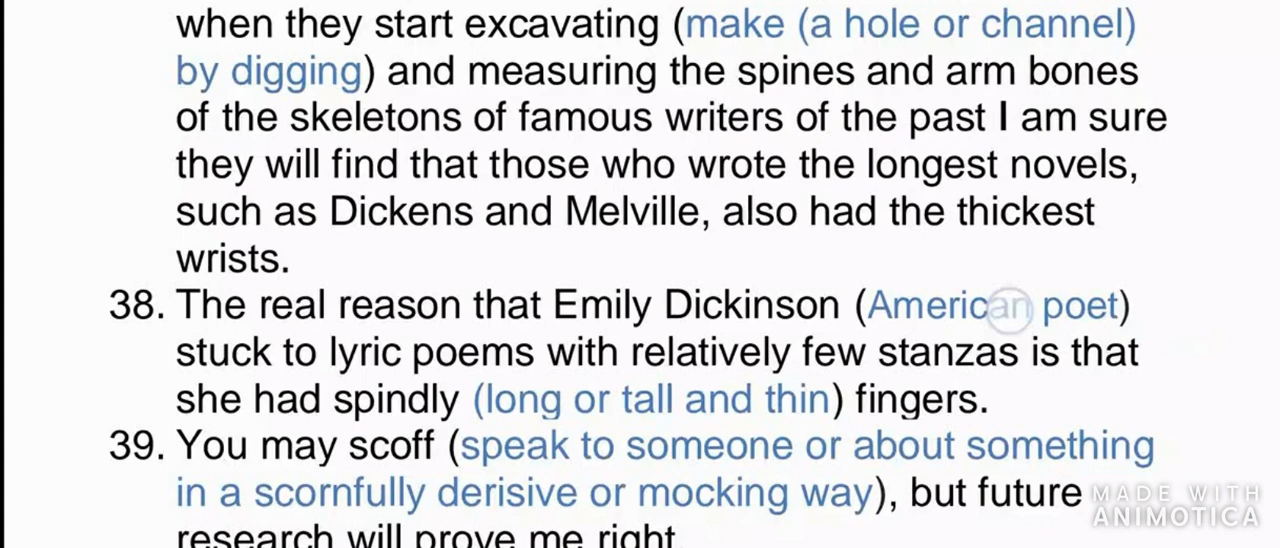 when they start excavating (make (a hole or channel)
by digging) and measuring the spines and arm bones
of the skeletons of famous writers of the past I am sure
they will find that those who wrote the longest novels,
such as Dickens and Melville, also had the thickest
wrists.
38. The real reason that Emily Dickinson (American poet)
stuck to lyric poems with relatively few stanzas is that
she had spindly (long or tall and thin) fingers.
39. You may scoff (speak to someone or about something
in a scornfully derisive or mocking way), but future
research will prove me right.
MADE WITH
ANIMOTICA